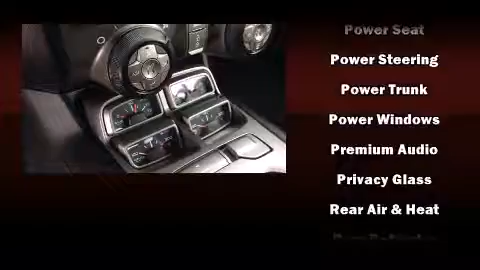 Power Seat
Power Steering
Power Trunk
Power Windows
Premium Audio
Privacy Glass
Rear Air & Heat